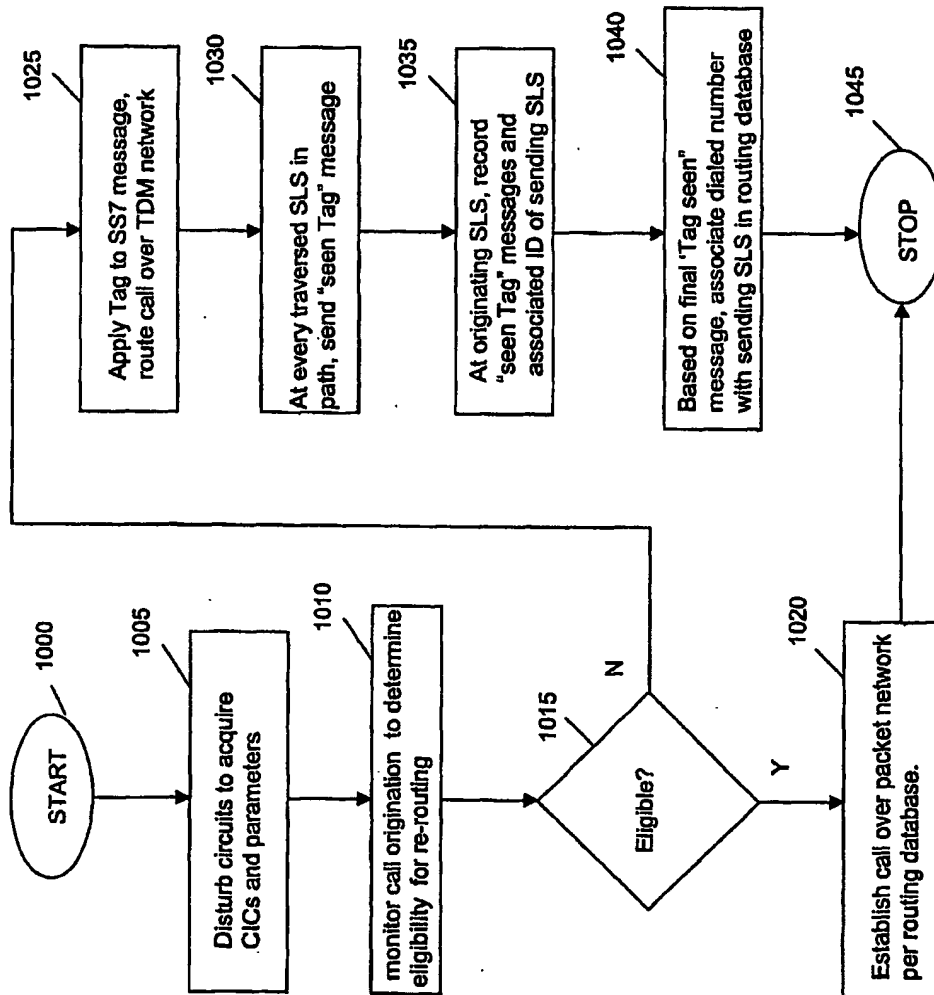 START
1000
Disturb circuits to acquire
CICs and parameters
1005
monitor call origination to determine
eligibility for re-routing
1010
Eligible?
1015
N
Y
Establish call over packet network
per routing database.
1020
Apply Tag to SS7 message,
route call over TDM network
1025
At every traversed SLS in
path, send “seen Tag” message
1030
At originating SLS, record
“seen Tag” messages and
associated ID of sending SLS
1035
Based on final ‘Tag seen”
message, associate dialed number
with sending SLS in routing database
1040
STOP
1045